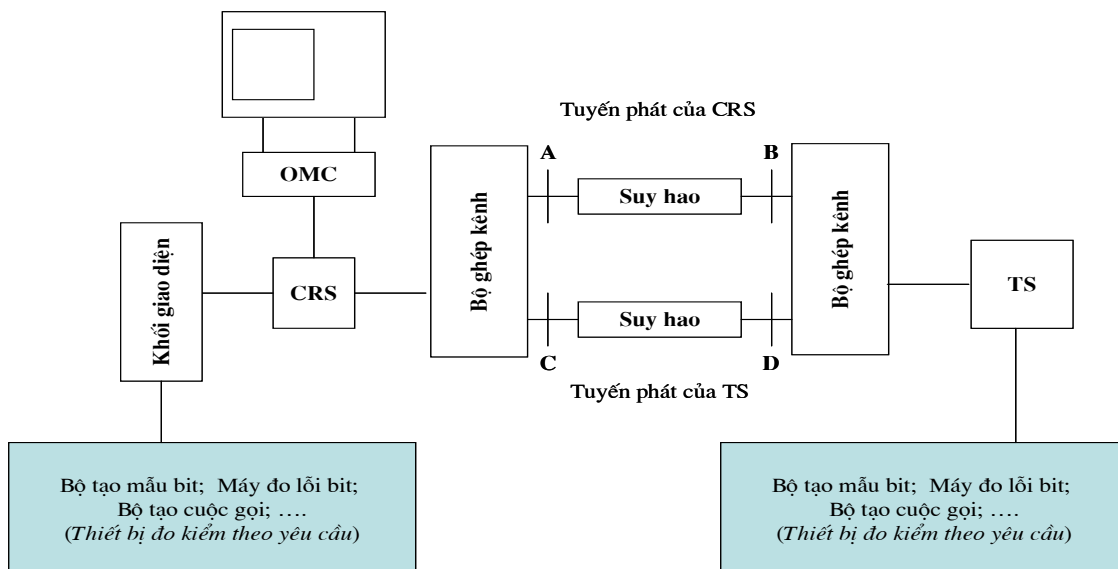 Tuyến phát của CRS
A
B
OMC
Suy hao
Bộ ghép kênh
Bộ ghép kênh
Khối giao diện
CRS
TS
Suy hao
C
D
Tuyến phát của TS
Bộ tạo mẫu bit; Máy đo lỗi bit;
Bộ tạo cuộc gọi; ....
(Thiết bị đo kiểm theo yêu cầu)
Bộ tạo mẫu bit; Máy đo lỗi bit;
Bộ tạo cuộc gọi; ....
(Thiết bị đo kiểm theo yêu cầu)